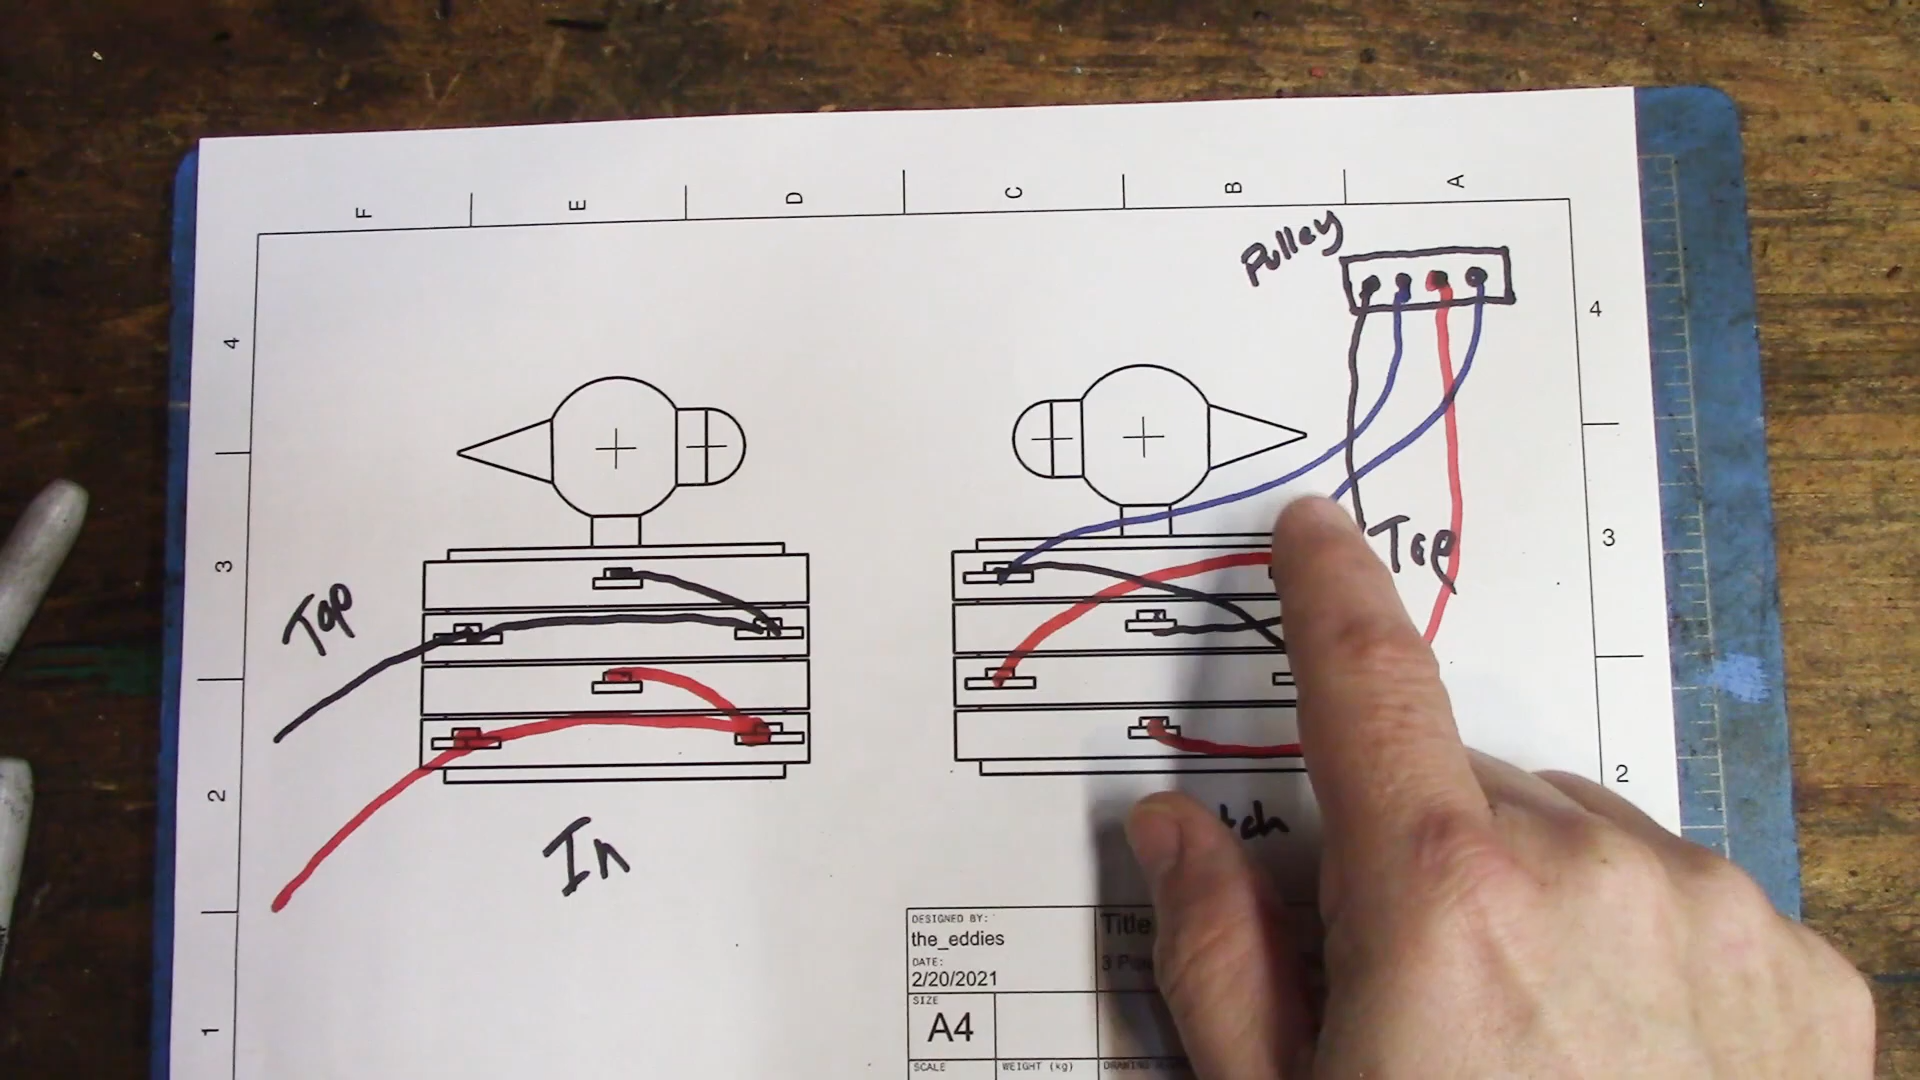 F E D C B A
Pulley
4 4
Top
3 3
Top
2 2
In
tch
DESIGNED BY:
the_eddies
Title
DATE:
2/20/2021
SIZE
A4
1
SCALE WEIGHT (kg)